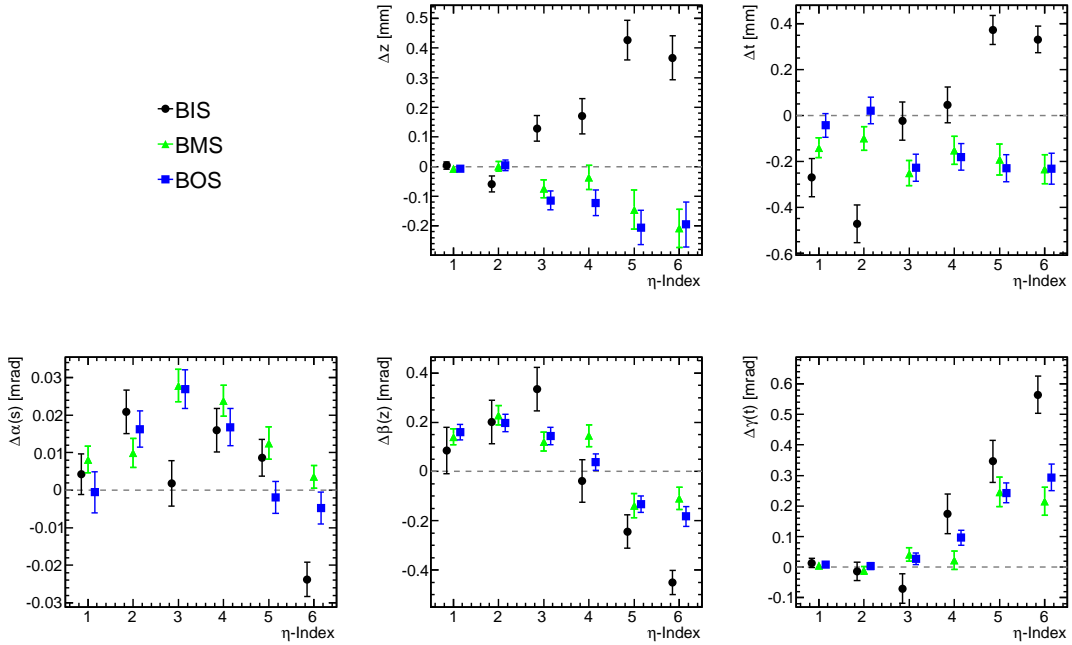 BIS
BMS
BOS
Δz [mm]
0.5
0.4
0.3
0.2
0.1
0
-0.1
-0.2
1 2 3 4 5 6
η-Index
Δt [mm]
0.4
0.2
0
-0.2
-0.4
-0.6
1 2 3 4 5 6
η-Index
Δα(s) [mrad]
0.03
0.02
0.01
0
-0.01
-0.02
-0.03
1 2 3 4 5 6
η-Index
Δβ(z) [mrad]
0.4
0.2
0
-0.2
-0.4
1 2 3 4 5 6
η-Index
Δγ(t) [mrad]
0.6
0.5
0.4
0.3
0.2
0.1
0
-0.1
1 2 3 4 5 6
η-Index